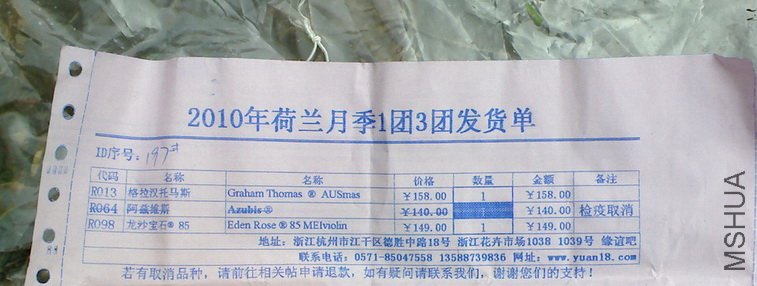 2010年荷兰月季1团3团发货单
ID序号: 197#
代码 名称 名称 价格 数量 金额 备注
R013 格拉汉托马斯 Graham Thomas ® AUSmas ￥158.00 1 ￥158.00
R064 Azubis ® ￥140.00 1 ￥140.00 检疫取消
R098 龙沙宝石® 85 Eden Rose ® 85 MEIviolin ￥149.00 1 ￥149.00
地址: 浙江杭州市江干区德胜中路18号 浙江花卉市场1038 1039号 缘谊吧
联系电话: 0571-85047558 13588739836 网址: www.yuan18.com
若有取消品种, 请前往相关帖申请退款, 如有疑问请联系我们, 谢谢您们的支持!
MSHUA